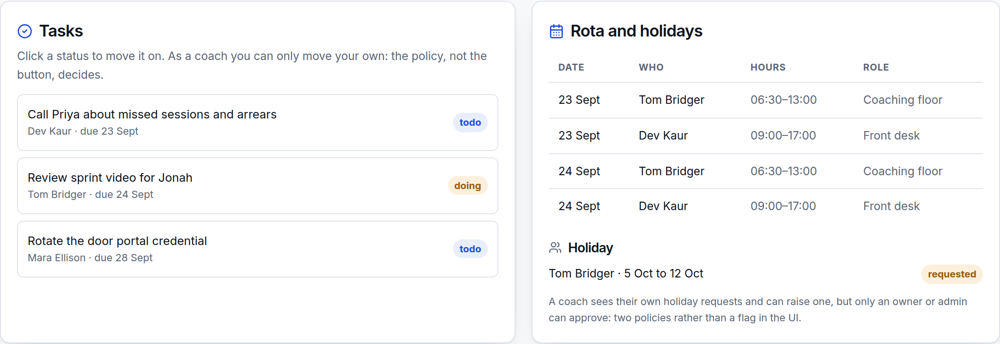 Tasks
Click a status to move it on. As a coach you can only move your own: the policy, not the
button, decides.
Call Priya about missed sessions and arrears
Dev Kaur · due 23 Sept
todo
Review sprint video for Jonah
Tom Bridger · due 24 Sept
doing
Rotate the door portal credential
Mara Ellison · due 28 Sept
todo
Rota and holidays
DATE WHO HOURS ROLE
23 Sept Tom Bridger 06:30–13:00 Coaching floor
23 Sept Dev Kaur 09:00–17:00 Front desk
24 Sept Tom Bridger 06:30–13:00 Coaching floor
24 Sept Dev Kaur 09:00–17:00 Front desk
Holiday
Tom Bridger · 5 Oct to 12 Oct requested
A coach sees their own holiday requests and can raise one, but only an owner or admin
can approve: two policies rather than a flag in the UI.